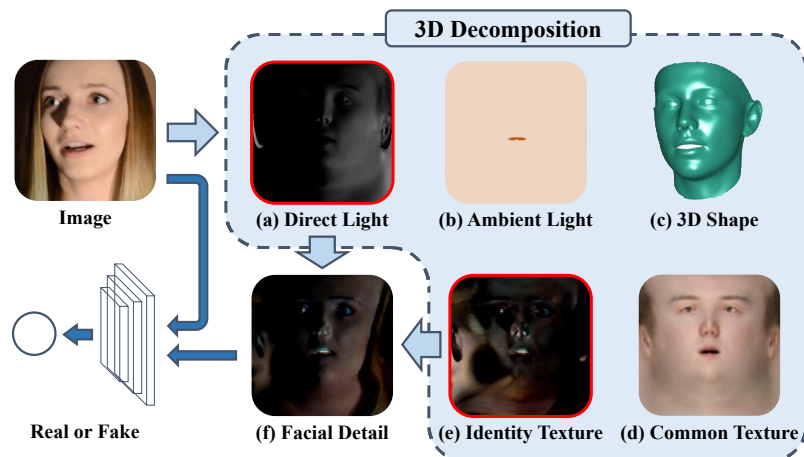 3D Decomposition
Image
(a) Direct Light
(b) Ambient Light
(c) 3D Shape
Real or Fake
(f) Facial Detail
(e) Identity Texture
(d) Common Texture